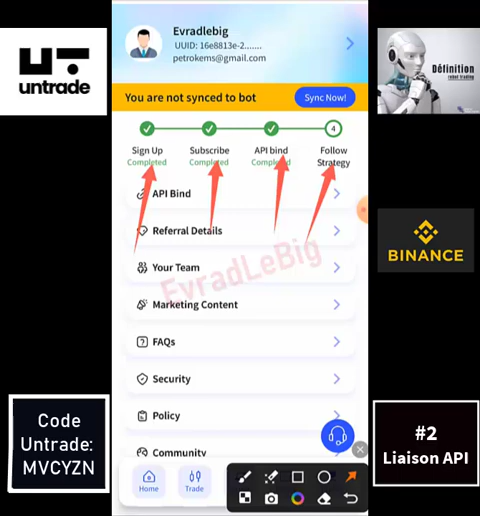 untrade
Evradlebig
UUID: 16e8813e-2.......
petrokems@gmail.com
Définition
robot trading
You are not synced to bot
Sync Now!
4
Sign Up
Completed
Subscribe
Completed
API bind
Completed
Follow
Strategy
API Bind
Referral Details
Your Team
EvradLeBig
Marketing Content
FAQs
Security
Policy
Community
Home
Trade
BINANCE
Code
Untrade:
MVCYZN
#2
Liaison API